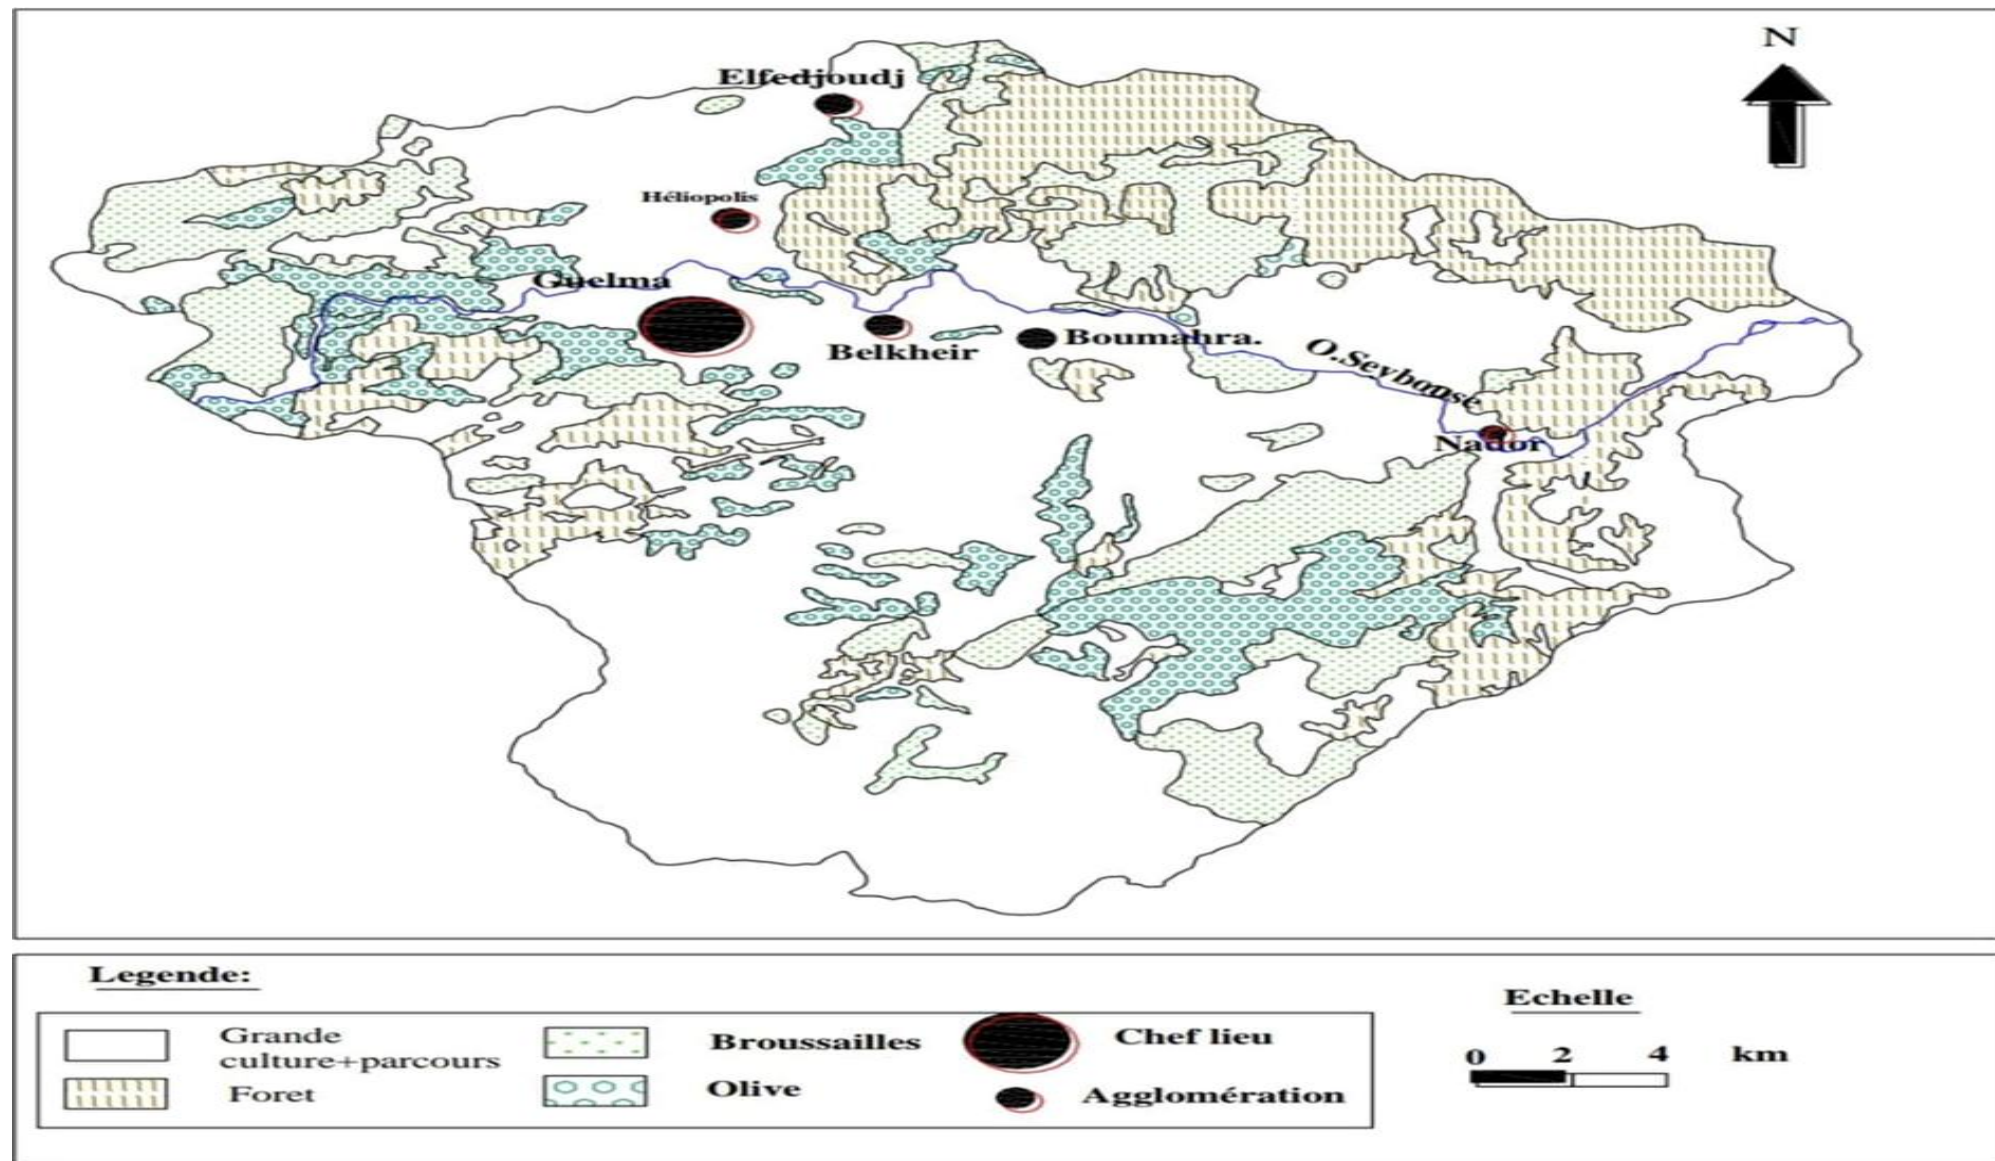 N
Elfedjoudj
Héliopolis
Guelma
Belkheir
Boumahra.
O.Seybouse
Nador
Legende:
Grande
culture+parcours
Foret
Broussailles
Olive
Chef lieu
Agglomération
Echelle
0 2 4 km